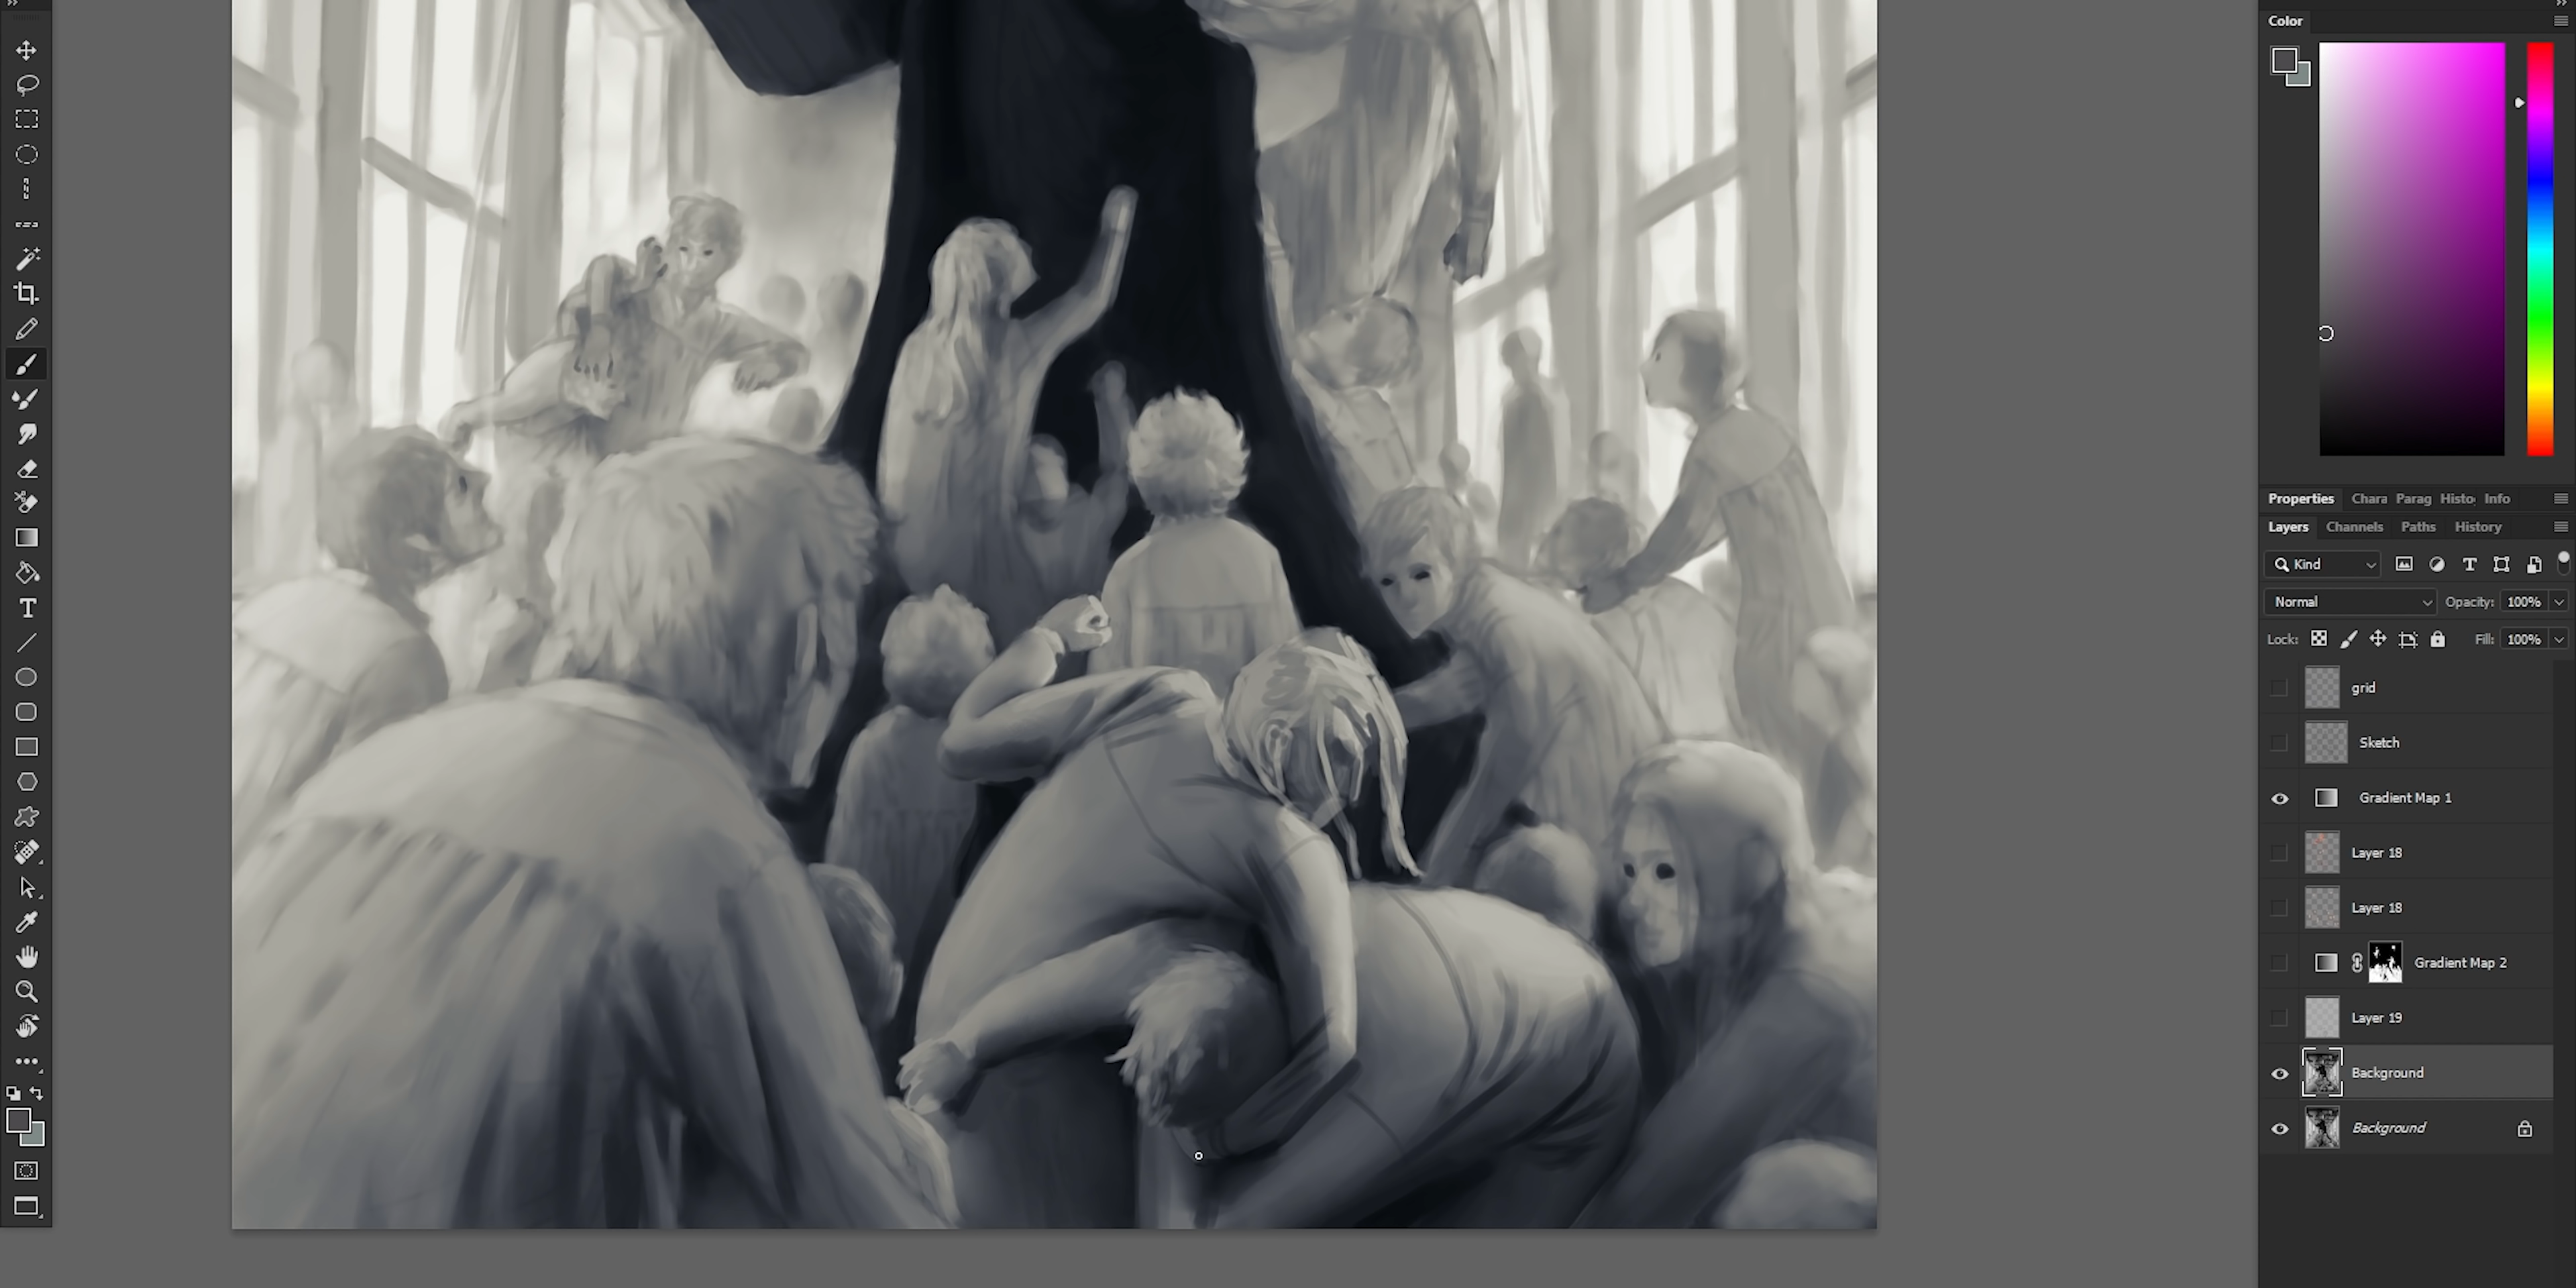 Color
Properties Chara Parag Histo Info
Layers Channels Paths History
Kind
Normal Opacity: 100%
Lock: Fill: 100%
grid
Sketch
Gradient Map 1
Layer 18
Layer 18
Gradient Map 2
Layer 19
Background
Background